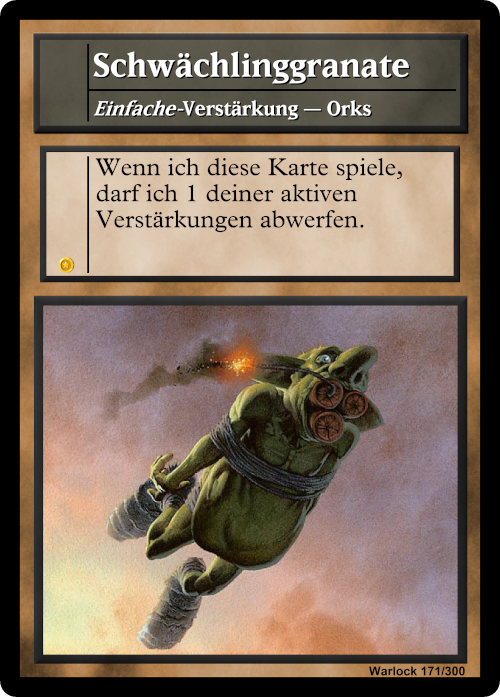 Schwächlinggranate
Einfache-Verstärkung — Orks
Wenn ich diese Karte spiele,
darf ich 1 deiner aktiven
Verstärkungen abwerfen.
Warlock 171/300